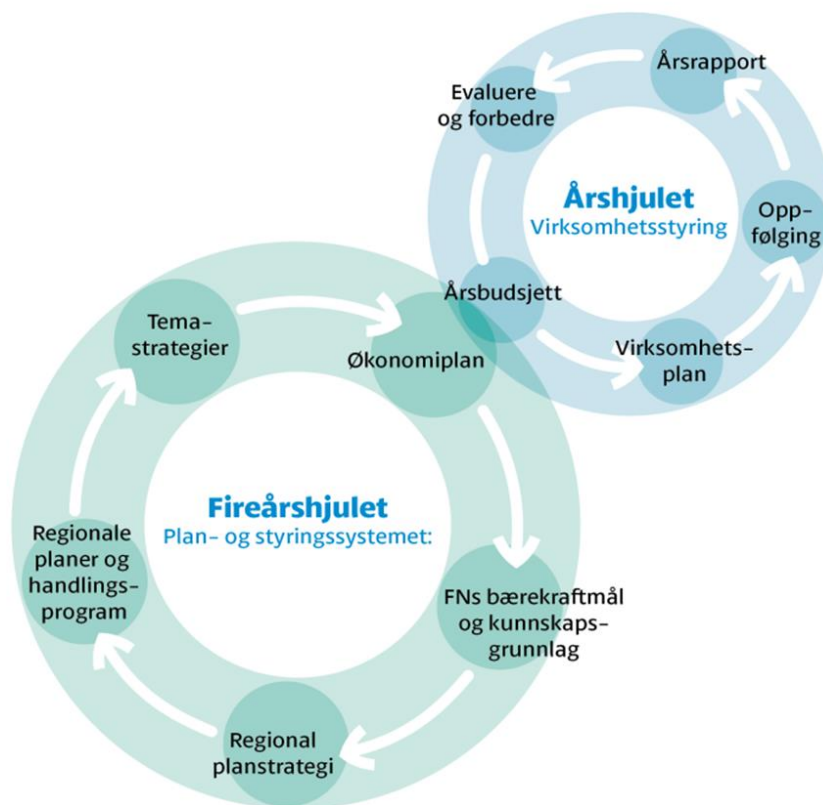 Årsrapport
Evaluere
og forbedre
Årshjulet
Virksomhetsstyring
Opp-
følging
Årsbudsjett
Virksomhets-
plan
Tema-
strategier
Økonomiplan
Fireårshjulet
Plan- og styringssystemet:
Regionale
planer og
handlings-
program
FNs bærekraftmål
og kunnskaps-
grunnlag
Regional
planstrategi